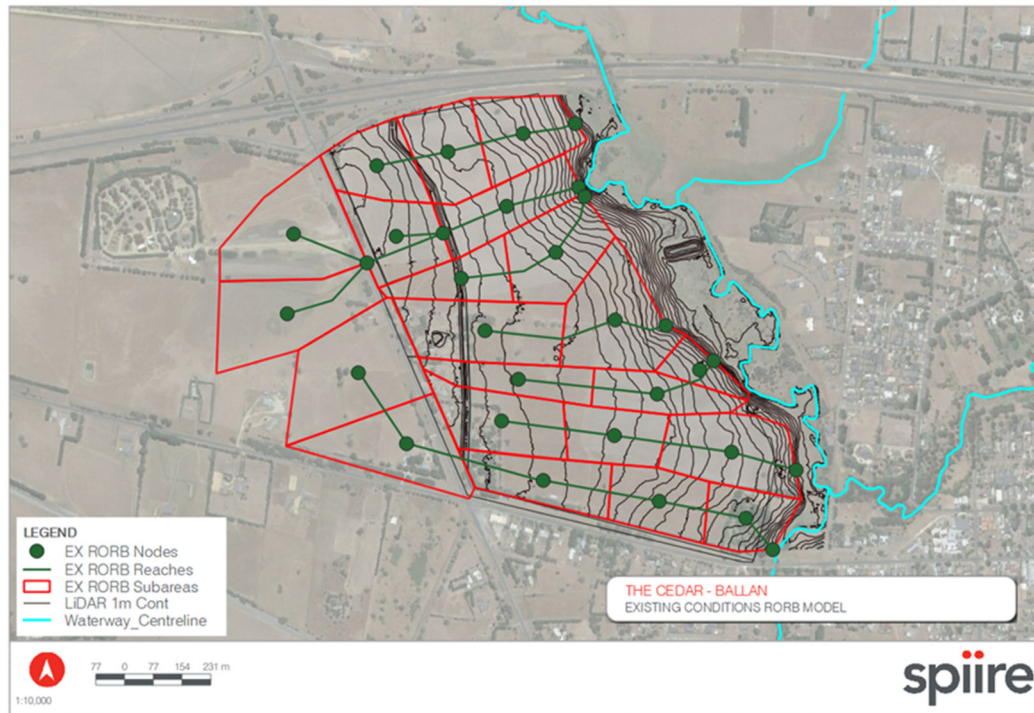 LEGEND
EX RORB Nodes
EX RORB Reaches
EX RORB Subareas
LiDAR 1m Cont
Waterway_Centreline
THE CEDAR - BALLAN
EXISTING CONDITIONS RORB MODEL
77 0 77 154 231 m
1:10,000
spiire